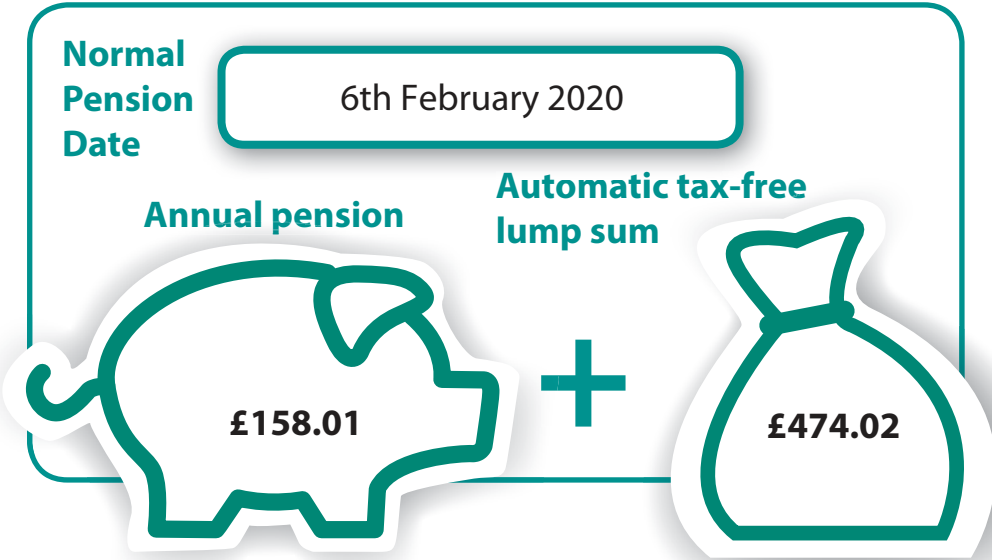 Normal
Pension
Date
6th February 2020
Annual pension
Automatic tax-free
lump sum
£158.01
+
£474.02